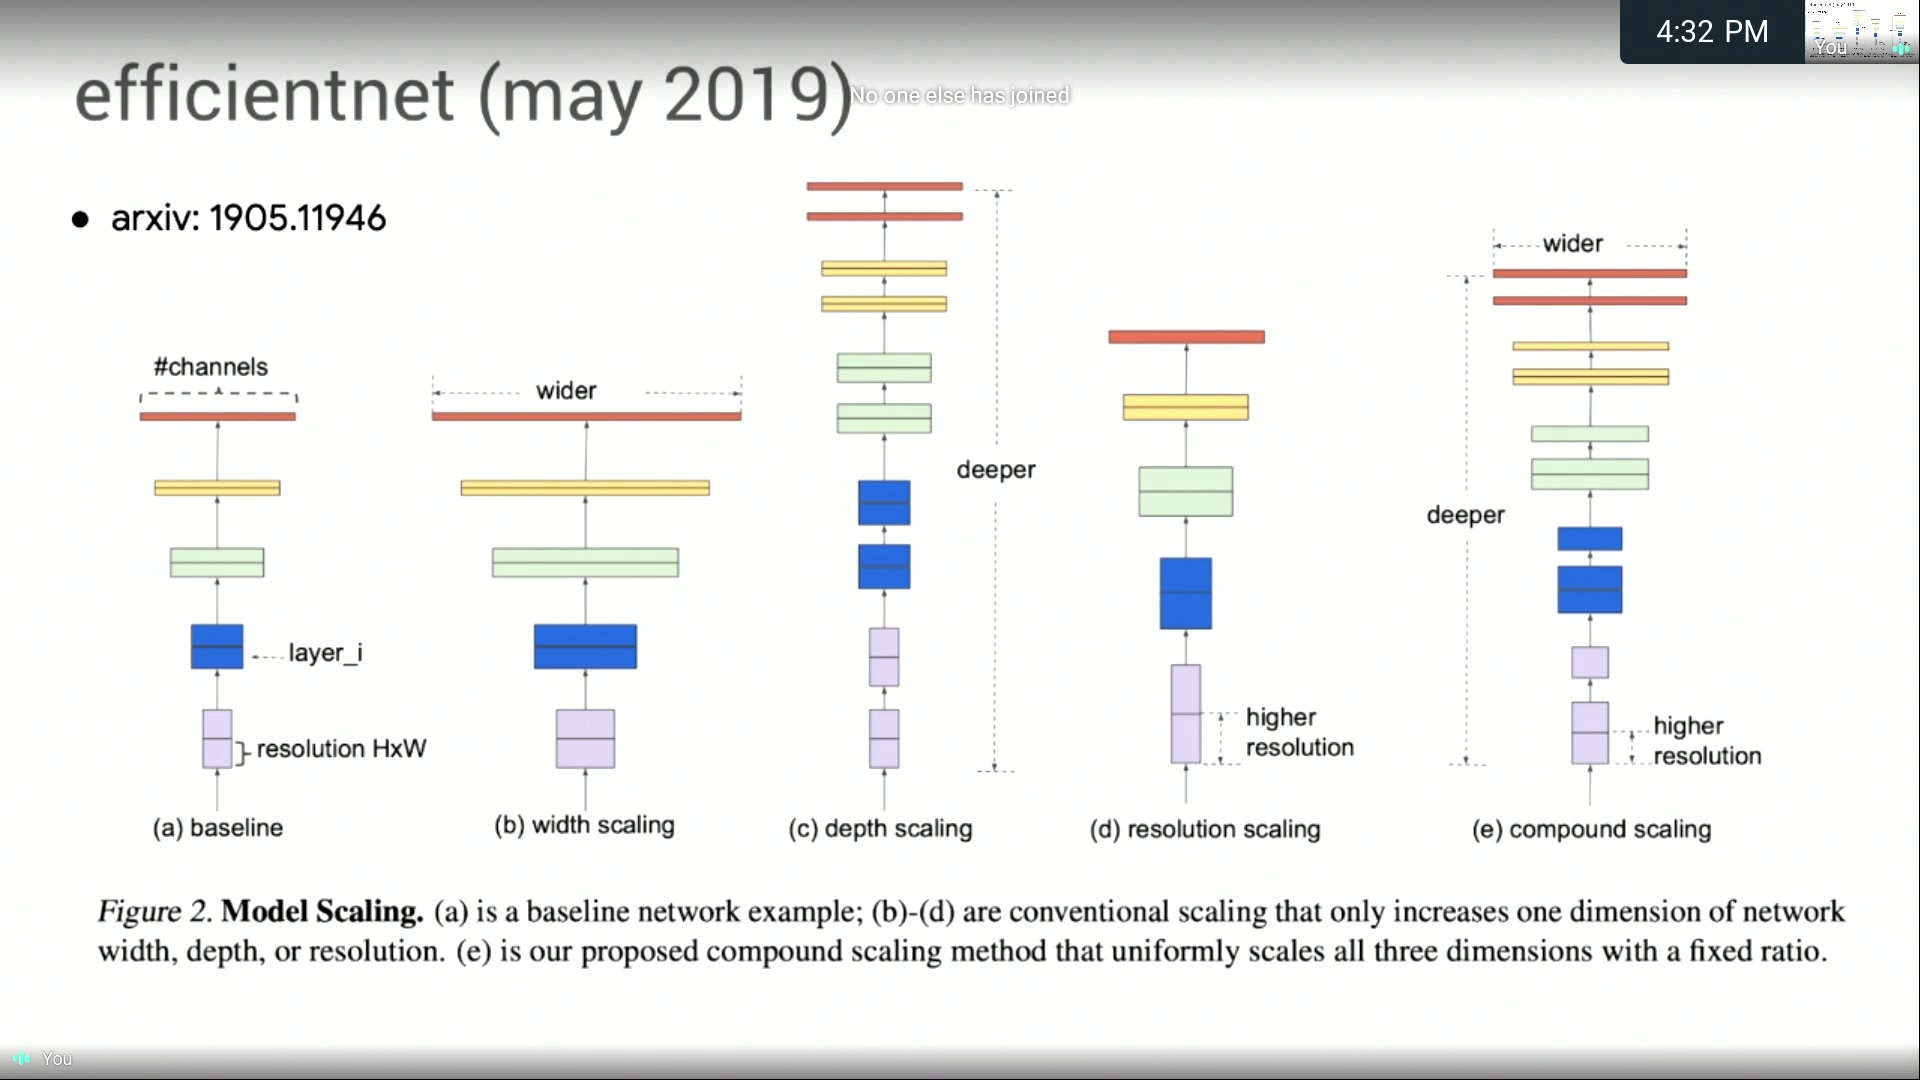 4:32 PM
You
efficientnet (may 2019)
No one else has joined
● arxiv: 1905.11946
#channels
wider
deeper
wider
deeper
layer_i
resolution HxW
higher
resolution
higher
resolution
(a) baseline
(b) width scaling
(c) depth scaling
(d) resolution scaling
(e) compound scaling
Figure 2. Model Scaling. (a) is a baseline network example; (b)-(d) are conventional scaling that only increases one dimension of network
width, depth, or resolution. (e) is our proposed compound scaling method that uniformly scales all three dimensions with a fixed ratio.
You